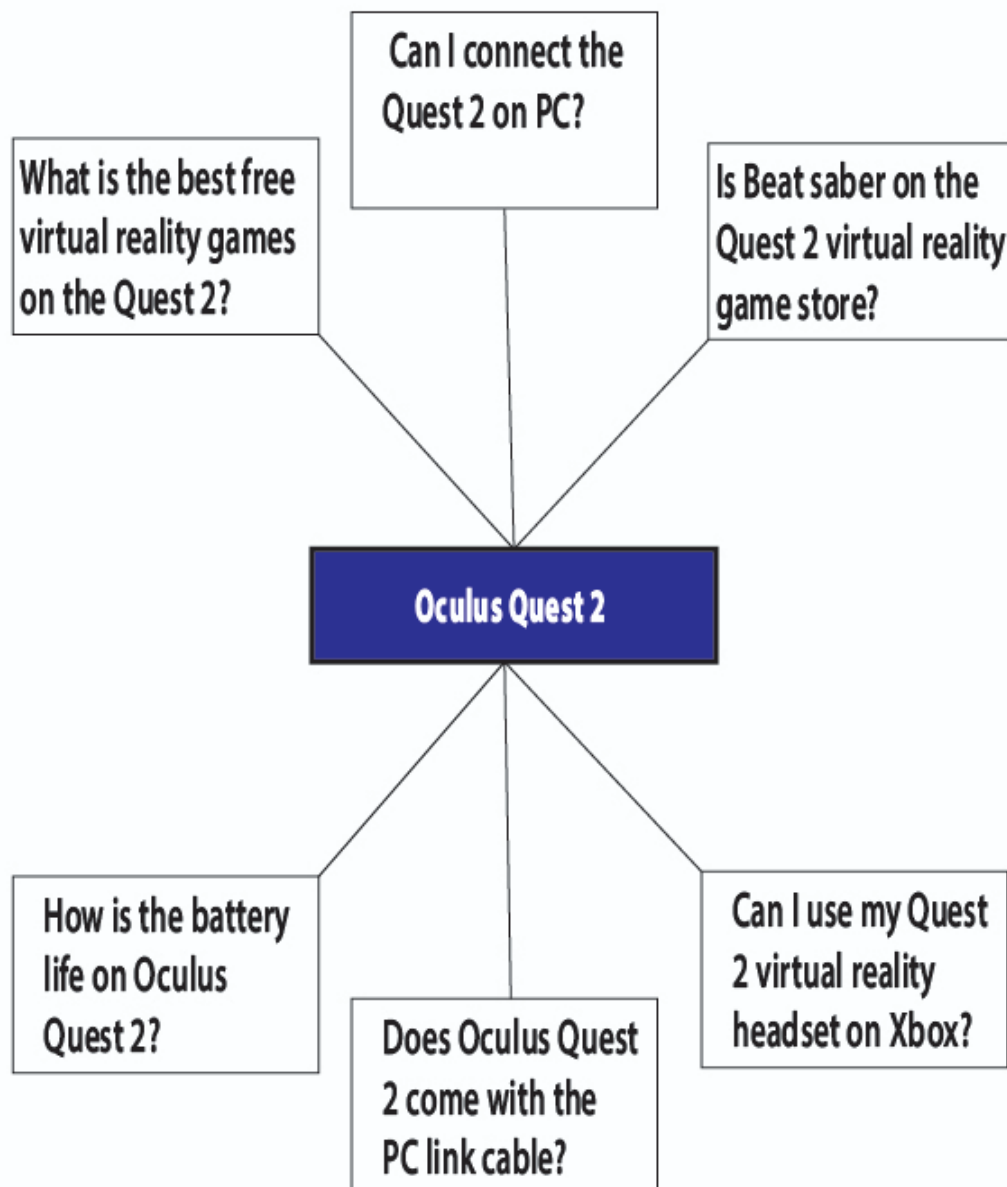 Can I connect the
Quest 2 on PC?
What is the best free
virtual reality games
on the Quest 2?
Is Beat saber on the
Quest 2 virtual reality
game store?
Oculus Quest 2
How is the battery
life on Oculus
Quest 2?
Does Oculus Quest
2 come with the
PC link cable?
Can I use my Quest
2 virtual reality
headset on Xbox?